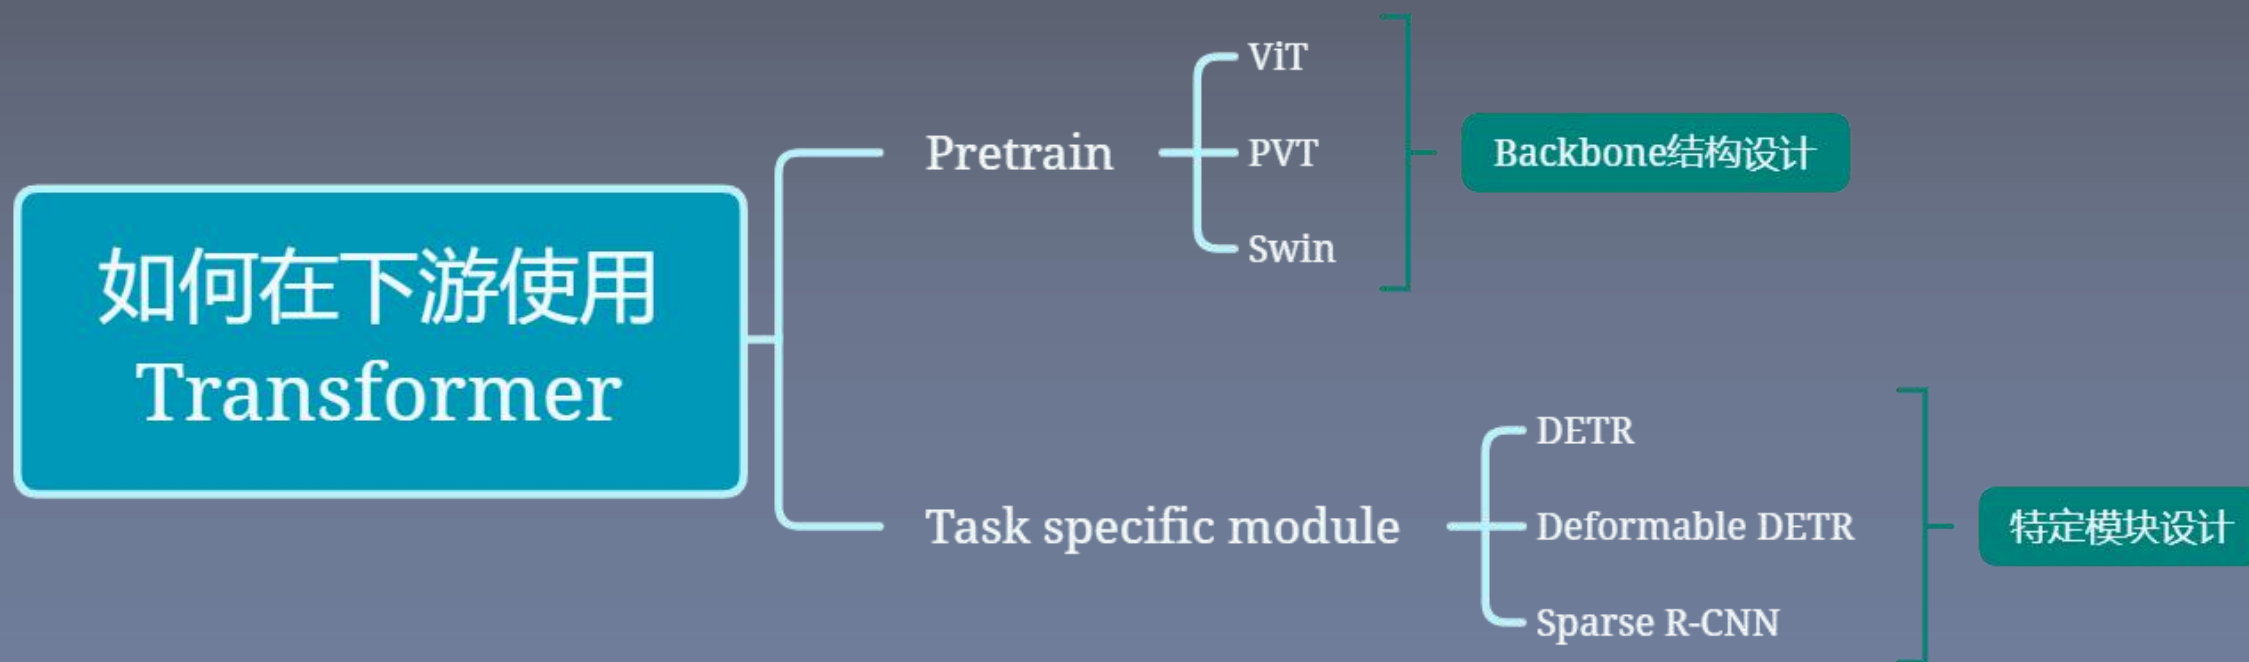 如何在下游使用
Transformer
Pretrain
ViT
PVT
Swin
Backbone结构设计
Task specific module
DETR
Deformable DETR
Sparse R-CNN
特定模块设计